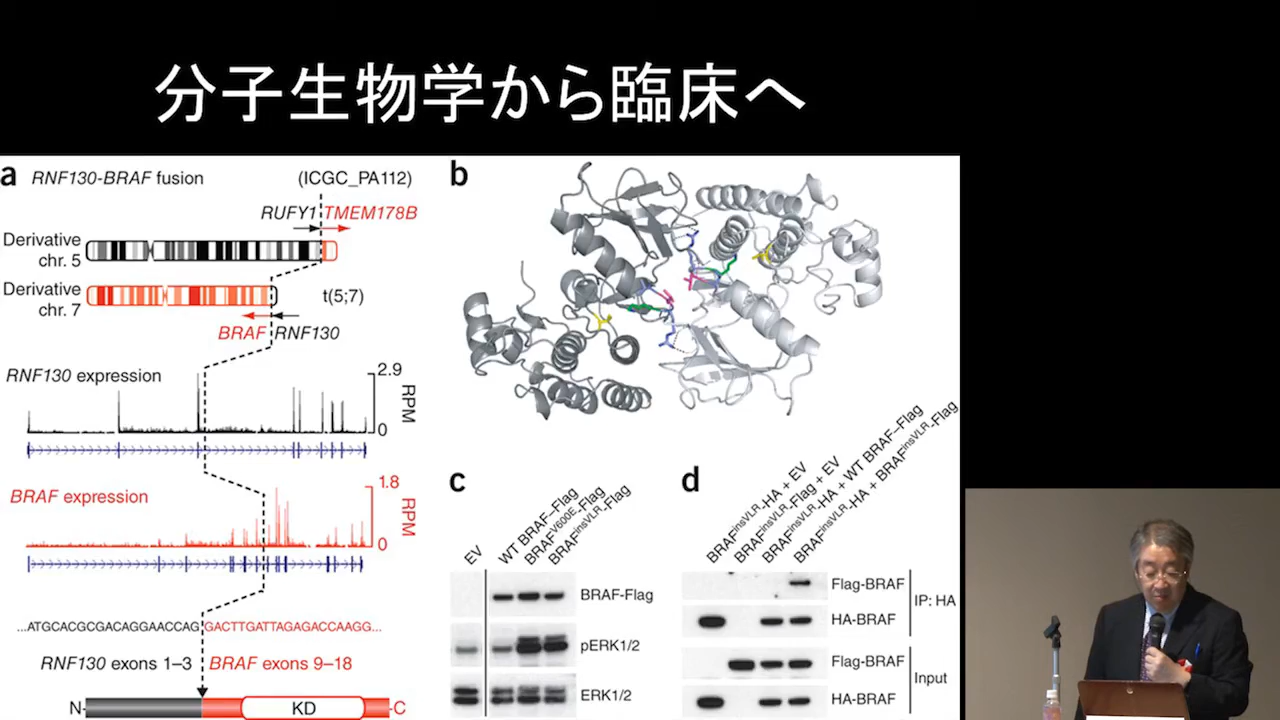 分子生物学から臨床へ
a
RNF130-BRAF fusion
(ICGC_PA112)
RUFY1 TMEM178B
Derivative
chr. 5
Derivative
chr. 7
t(5;7)
BRAF RNF130
RNF130 expression
2.9
RPM
0
BRAF expression
1.8
RPM
0
...ATGCACGCGACAGGAACCAG GACTTGATTAGAGACCAAGG...
RNF130 exons 1–3 BRAF exons 9–18
N- KD -C
b
c
EV
WT BRAF–Flag
BRAFV600E-Flag
BRAFinsVLR-Flag
BRAF-Flag
pERK1/2
ERK1/2
d
BRAFinsVLR-HA + EV
BRAFinsVLR-Flag + EV
BRAFinsVLR-HA + WT BRAF–Flag
BRAFinsVLR-HA + BRAFinsVLR-Flag
Flag-BRAF
HA-BRAF
IP: HA
Flag-BRAF
HA-BRAF
Input